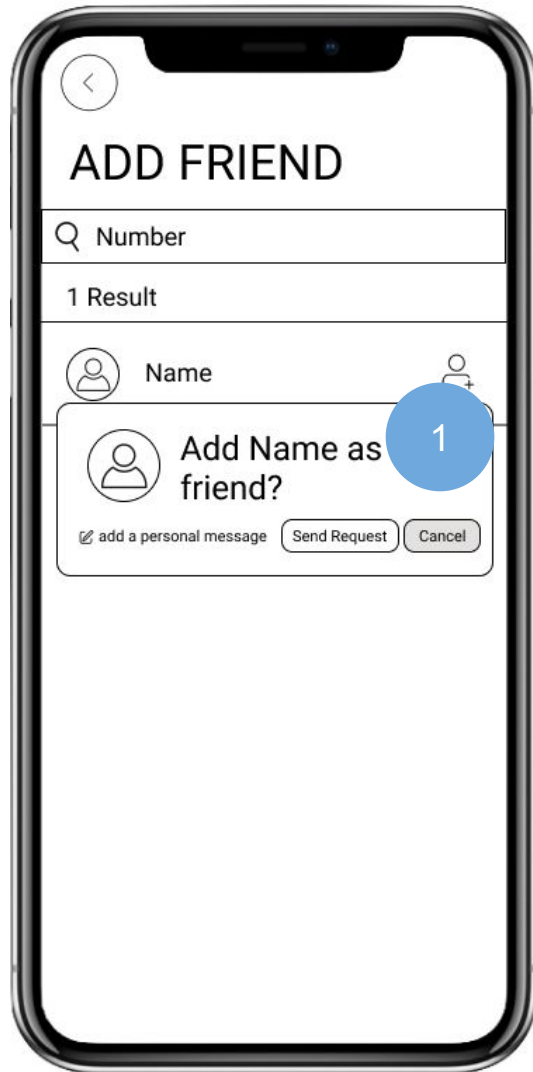 ADD FRIEND
Number
1 Result
Name
1
Add Name as
friend?
add a personal message Send Request Cancel